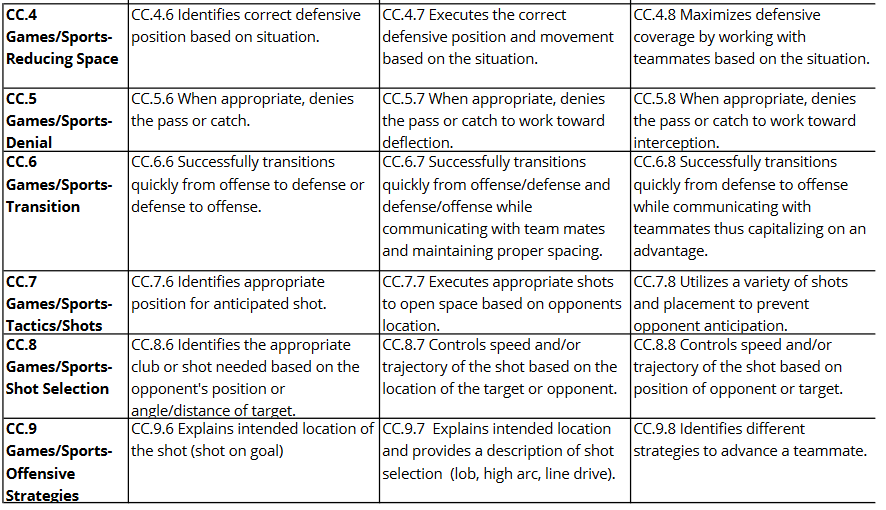 CC.4
Games/Sports-
Reducing Space
CC.4.6 Identifies correct defensive
position based on situation.
CC.4.7 Executes the correct
defensive position and movement
based on the situation.
CC.4.8 Maximizes defensive
coverage by working with
teammates based on the situation.
CC.5
Games/Sports-
Denial
CC.5.6 When appropriate, denies
the pass or catch.
CC.5.7 When appropriate, denies
the pass or catch to work toward
deflection.
CC.5.8 When appropriate, denies
the pass or catch to work toward
interception.
CC.6
Games/Sports-
Transition
CC.6.6 Successfully transitions
quickly from offense to defense or
defense to offense.
CC.6.7 Successfully transitions
quickly from offense/defense and
defense/offense while
communicating with team mates
and maintaining proper spacing.
CC.6.8 Successfully transitions
quickly from defense to offense
while communicating with
teammates thus capitalizing on an
advantage.
CC.7
Games/Sports-
Tactics/Shots
CC.7.6 Identifies appropriate
position for anticipated shot.
CC.7.7 Executes appropriate shots
to open space based on opponents
location.
CC.7.8 Utilizes a variety of shots
and placement to prevent
opponent anticipation.
CC.8
Games/Sports-
Shot Selection
CC.8.6 Identifies the appropriate
club or shot needed based on the
opponent's position or
angle/distance of target.
CC.8.7 Controls speed and/or
trajectory of the shot based on the
location of the target or opponent.
CC.8.8 Controls speed and/or
trajectory of the shot based on
position of opponent or target.
CC.9
Games/Sports-
Offensive
Strategies
CC.9.6 Explains intended location of
the shot (shot on goal)
CC.9.7  Explains intended location
and provides a description of shot
selection  (lob, high arc, line drive).
CC.9.8 Identifies different
strategies to advance a teammate.